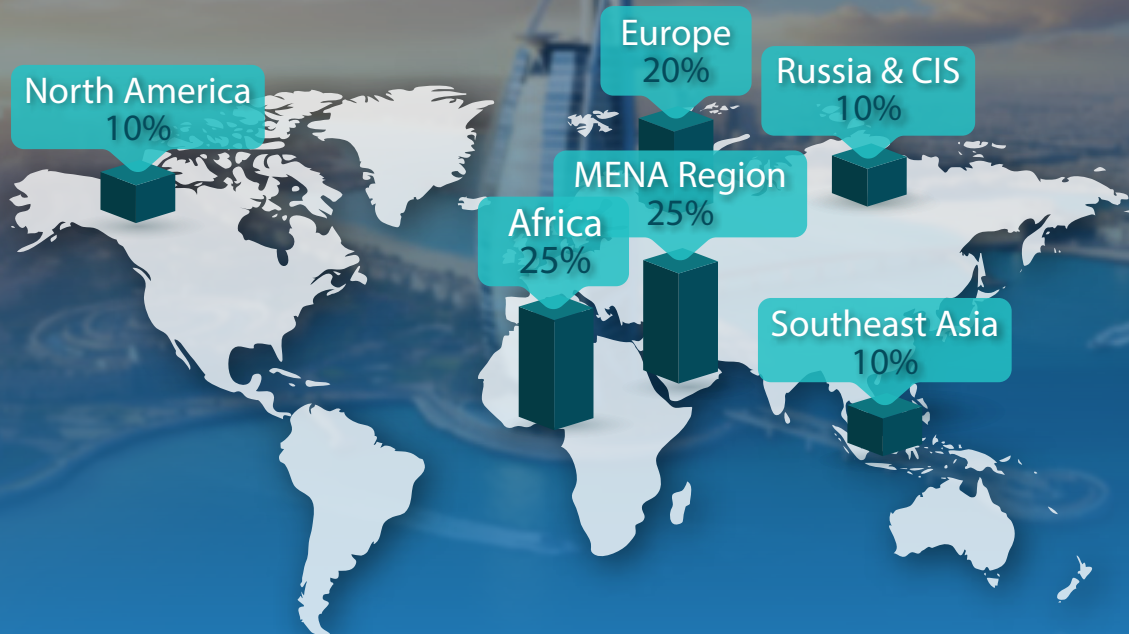 Europe
20%
Russia & CIS
10%
North America
10%
MENA Region
25%
Africa
25%
Southeast Asia
10%